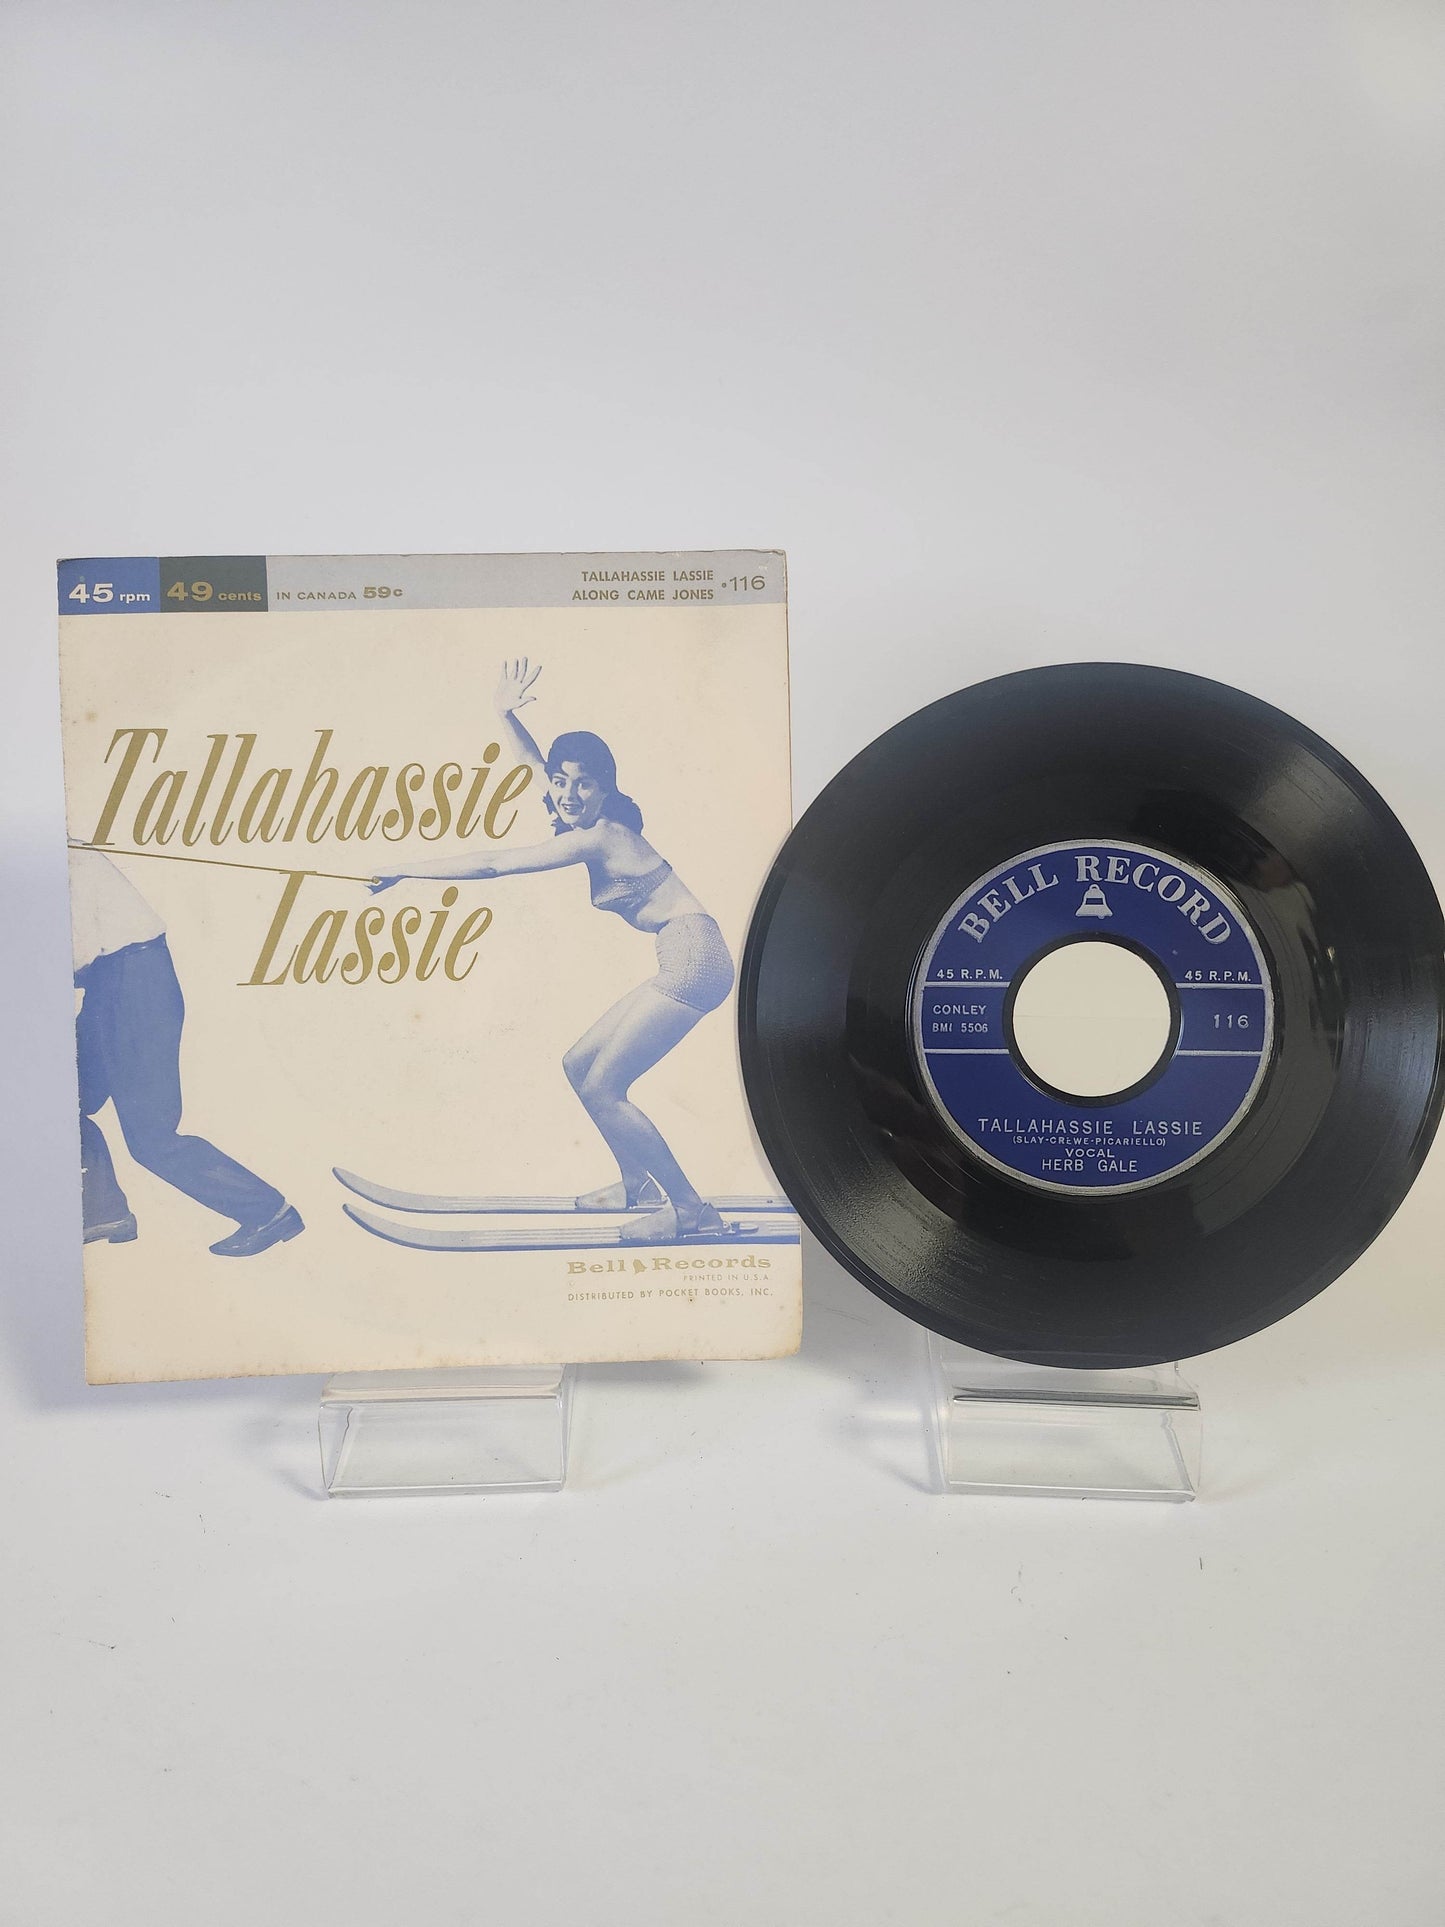 45 rpm 49 cents IN CANADA 59c
TALLAHASSIE LASSIE
ALONG CAME JONES
•116
Tallahassie
Lassie
Bell Records
PRINTED IN U.S.A.
DISTRIBUTED BY POCKET BOOKS, INC.
BELL RECORD
45 R.P.M. 45 R.P.M.
CONLEY
BMI 5506
116
TALLAHASSIE LASSIE
(SLAY-CREWE-PICARIELLO)
VOCAL
HERB GALE